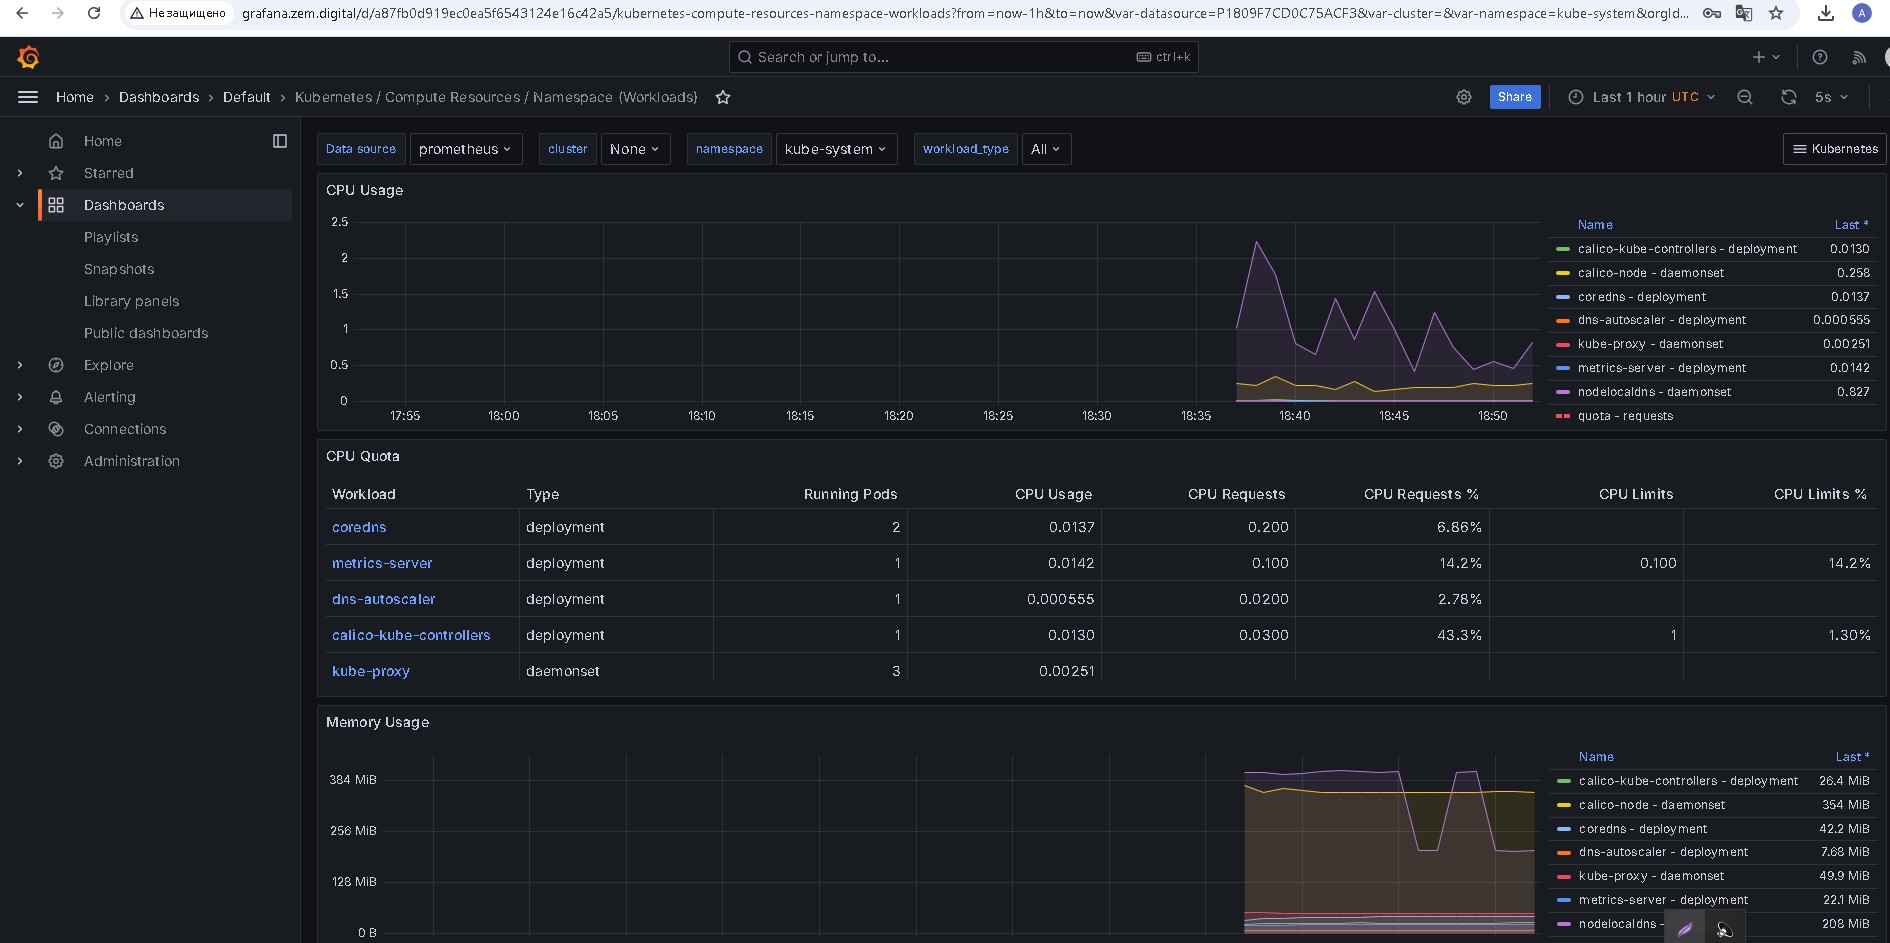 Не защищено grafana.zem.digital/d/a87fb0d919ec0ea5f6543124e16c42a5/kubernetes-compute-resources-namespace-workloads?from=now-1h&to=now&var-datasource=P1809F7CD0C75ACF3&var-cluster=&var-namespace=kube-system&orgId... A
Search or jump to... ctrl+k
Home > Dashboards > Default > Kubernetes / Compute Resources / Namespace (Workloads) Share Last 1 hour UTC 5s
Home
Starred
Dashboards
Playlists
Snapshots
Library panels
Public dashboards
Explore
Alerting
Connections
Administration
Data source prometheus cluster None namespace kube-system workload_type All Kubernetes
CPU Usage
2.5
2
1.5
1
0.5
0
17:55 18:00 18:05 18:10 18:15 18:20 18:25 18:30 18:35 18:40 18:45 18:50
Name Last *
calico-kube-controllers - deployment 0.0130
calico-node - daemonset 0.258
coredns - deployment 0.0137
dns-autoscaler - deployment 0.000555
kube-proxy - daemonset 0.00251
metrics-server - deployment 0.0142
nodelocaldns - daemonset 0.827
quota - requests
CPU Quota
Workload Type Running Pods CPU Usage CPU Requests CPU Requests % CPU Limits CPU Limits %
coredns deployment 2 0.0137 0.200 6.86%
metrics-server deployment 1 0.0142 0.100 14.2% 0.100 14.2%
dns-autoscaler deployment 1 0.000555 0.0200 2.78%
calico-kube-controllers deployment 1 0.0130 0.0300 43.3% 1 1.30%
kube-proxy daemonset 3 0.00251
Memory Usage
384 MiB
256 MiB
128 MiB
0 B
Name Last *
calico-kube-controllers - deployment 26.4 MiB
calico-node - daemonset 354 MiB
coredns - deployment 42.2 MiB
dns-autoscaler - deployment 7.68 MiB
kube-proxy - daemonset 49.9 MiB
metrics-server - deployment 22.1 MiB
nodelocaldns - 208 MiB